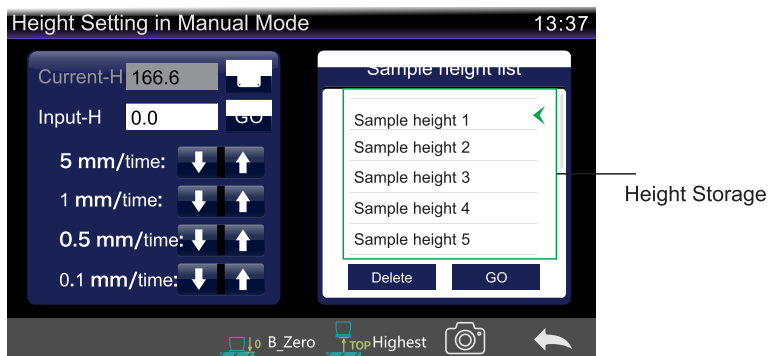 Height Setting in Manual Mode 13:37
Current-H 166.6
Input-H 0.0 GO
5 mm/time:
1 mm/time:
0.5 mm/time:
0.1 mm/time:
Sample height list
Sample height 1
Sample height 2
Sample height 3
Sample height 4
Sample height 5
Delete GO
Height Storage
0 B_Zero TOP Highest